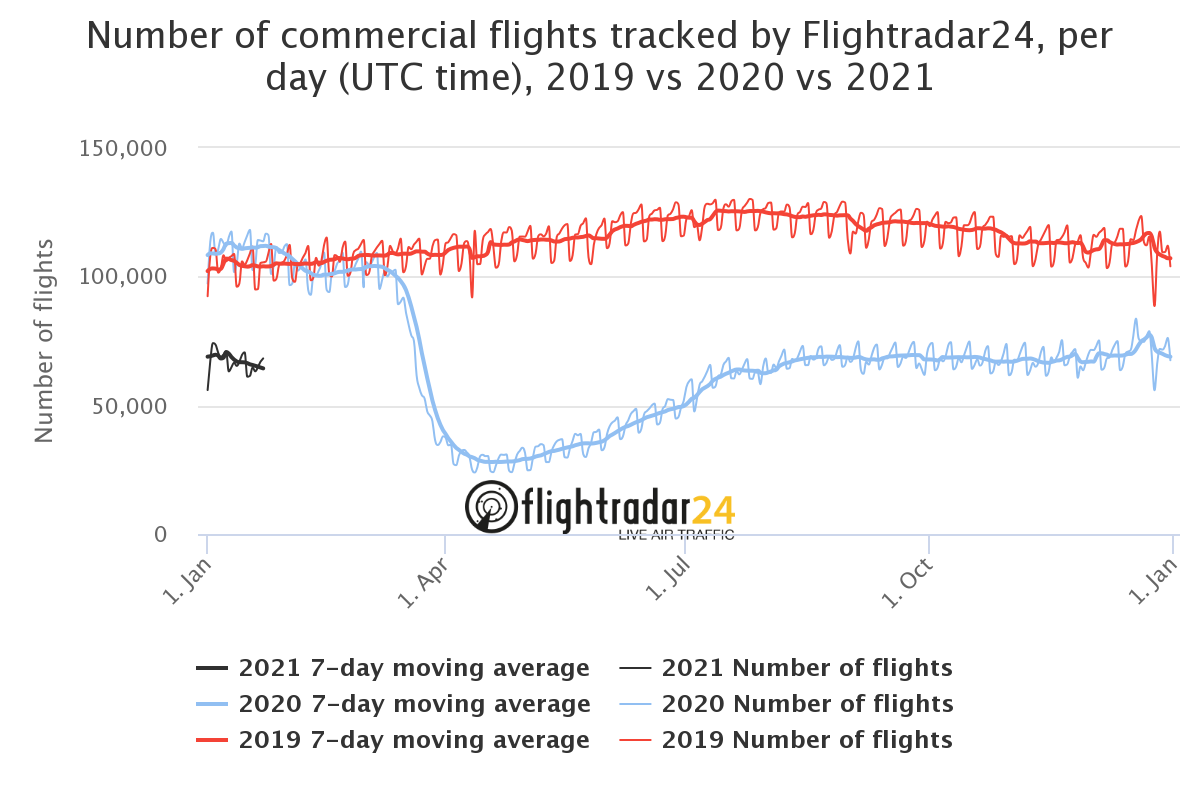 Number of commercial flights tracked by Flightradar24, per
day (UTC time), 2019 vs 2020 vs 2021
Number of flights
150,000
100,000
50,000
0
flightradar24
LIVE AIR TRAFFIC
1. Jan
1. Apr
1. Jul
1. Oct
1. Jan
2021 7-day moving average
2021 Number of flights
2020 7-day moving average
2020 Number of flights
2019 7-day moving average
2019 Number of flights